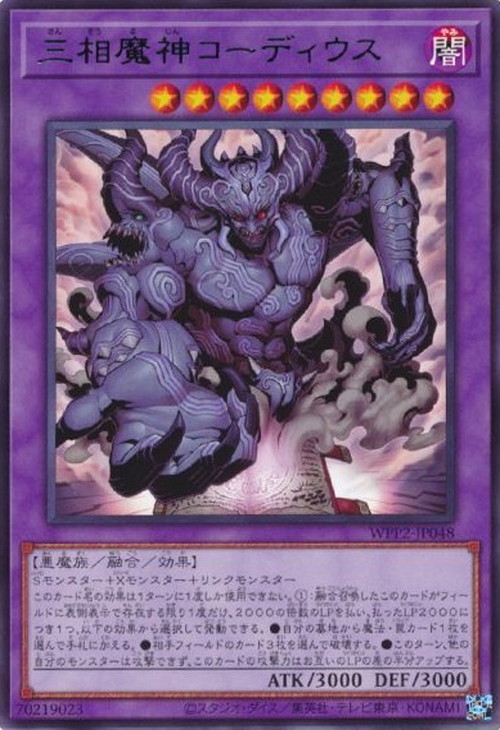 三相魔神コーディウス
さん そう ま じん
闇
やみ
WPP2-JP048
【悪魔族／融合／効果】
Sモンスター＋Xモンスター＋リンクモンスター
このカード名の効果は1ターンに1度しか使用できない。①：融合召喚したこのカードがフィー
ルドに表側表示で存在する限り1度だけ、2000の倍数のLPを払い、払ったLP2000に
つき1つ、以下の効果から選択して発動できる。●自分の墓地から魔法・罠カード1枚を
選んで手札に加える。●相手フィールドのカード3枚を選んで破壊する。●このターン、他の
自分のモンスターは攻撃できず、このカードの攻撃力はお互いのLPの差の半分アップする。
ATK/3000 DEF/3000
70219023 ©スタジオ・ダイス／集英社・テレビ東京・KONAMI